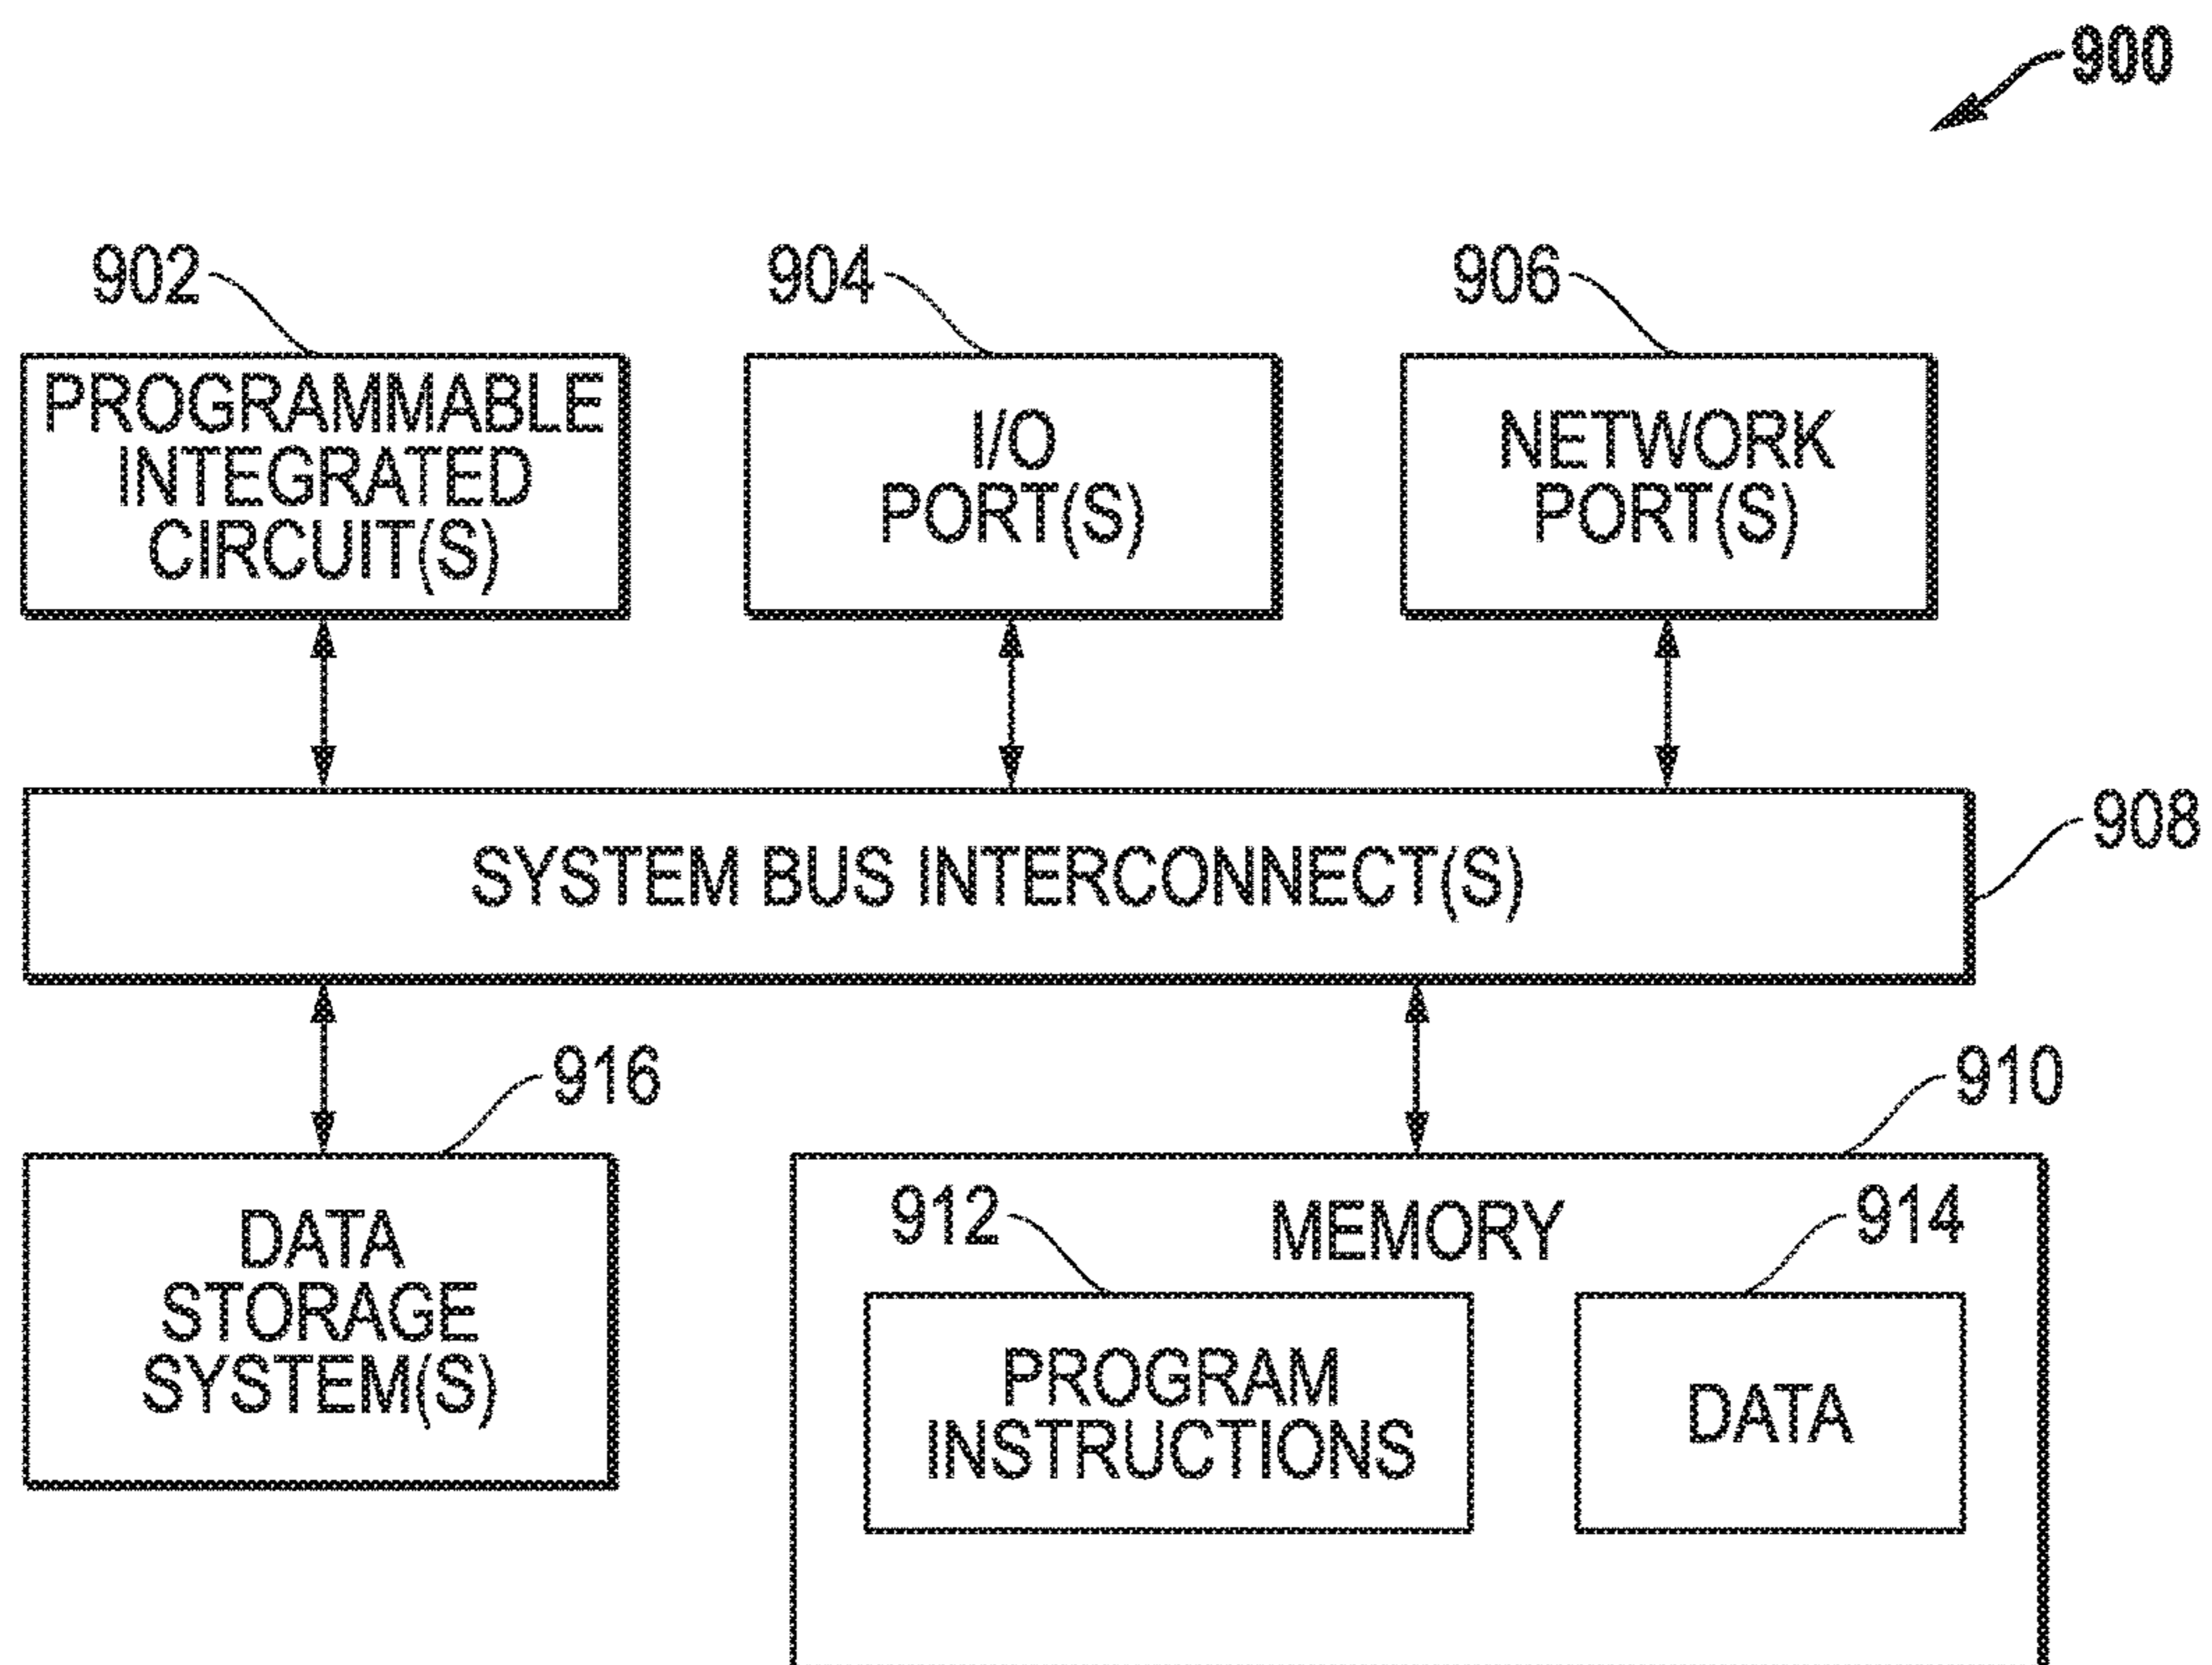 900
902
904
906
PROGRAMMABLE
INTEGRATED
CIRCUIT(S)
I/O
PORT(S)
NETWORK
PORT(S)
SYSTEM BUS INTERCONNECT(S)
908
916
910
DATA
STORAGE
SYSTEM(S)
912
MEMORY
914
PROGRAM
INSTRUCTIONS
DATA